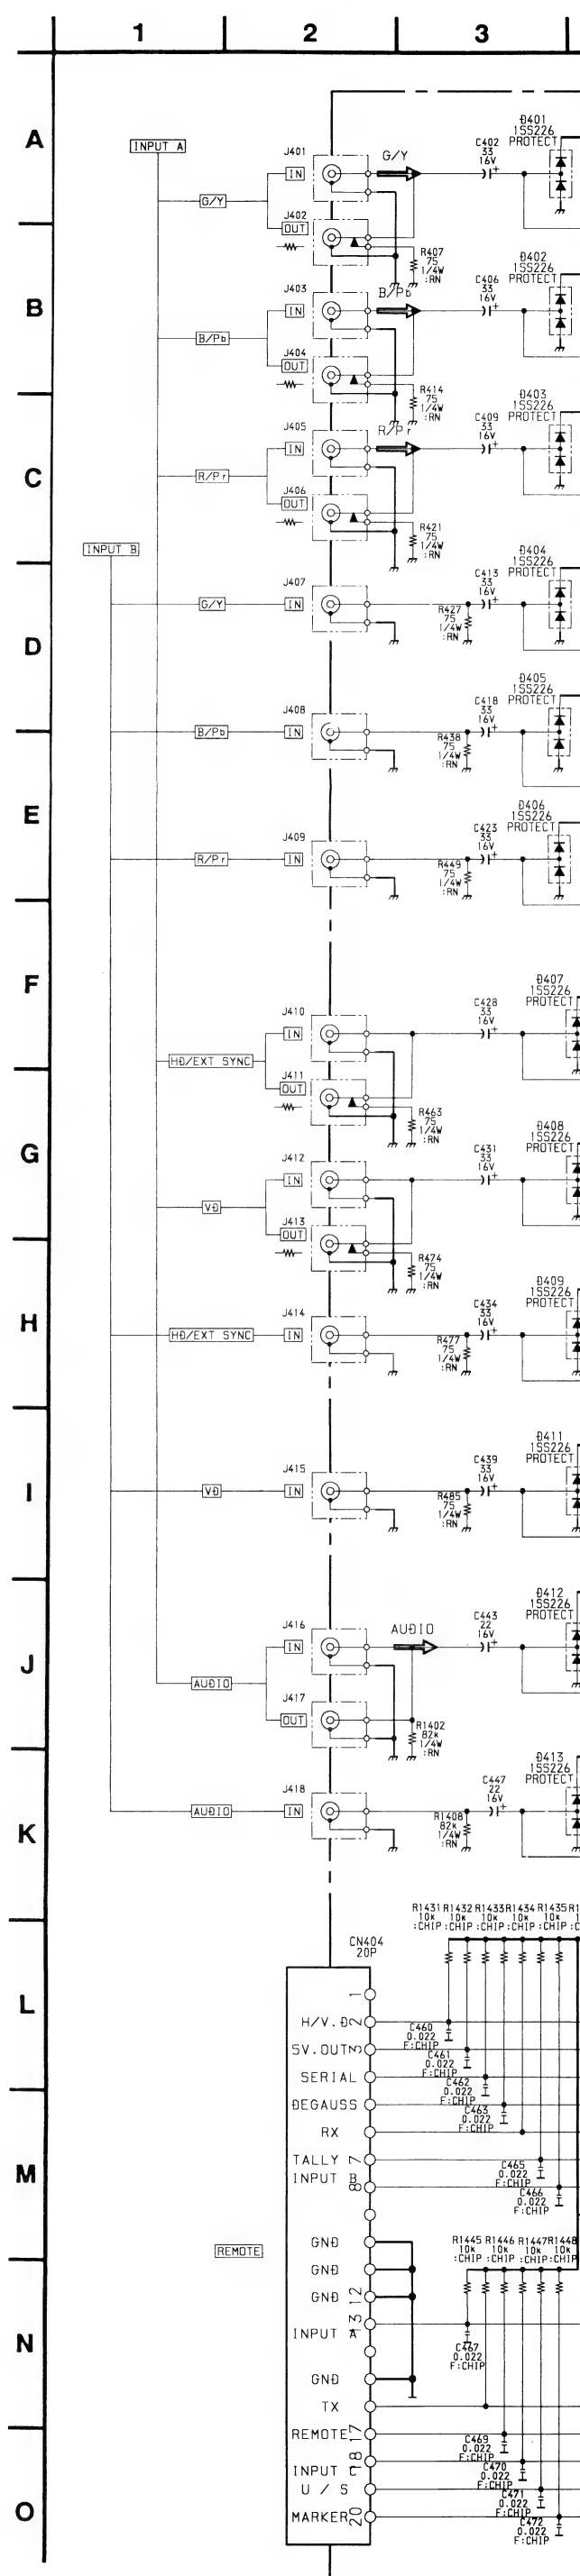 1 2 3
A
INPUT A
J401
IN
G/Y
C402
33
16V
+
D401
1SS226
PROTECT
G/Y
J402
OUT
R407
75
1/4W
:RN
B
J403
IN
B/Pb
C406
33
16V
+
D402
1SS226
PROTECT
B/Pb
J404
OUT
R414
75
1/4W
:RN
C
J405
IN
R/Pr
C409
33
16V
+
D403
1SS226
PROTECT
R/Pr
J406
OUT
R421
75
1/4W
:RN
INPUT B
D
G/Y
J407
IN
R427
75
1/4W
:RN
C413
33
16V
+
D404
1SS226
PROTECT
B/Pb
J408
IN
R438
75
1/4W
:RN
C418
33
16V
+
D405
1SS226
PROTECT
E
R/Pr
J409
IN
R449
75
1/4W
:RN
C423
33
16V
+
D406
1SS226
PROTECT
F
J410
IN
C428
33
16V
+
D407
1SS226
PROTECT
HD/EXT SYNC
J411
OUT
R463
75
1/4W
:RN
G
J412
IN
C431
33
16V
+
D408
1SS226
PROTECT
VD
J413
OUT
R474
75
1/4W
:RN
H
HD/EXT SYNC
J414
IN
R477
75
1/4W
:RN
C434
33
16V
+
D409
1SS226
PROTECT
I
VD
J415
IN
R485
75
1/4W
:RN
C439
33
16V
+
D411
1SS226
PROTECT
J
J416
IN
AUDIO
C443
22
16V
+
D412
1SS226
PROTECT
AUDIO
J417
OUT
R1402
82k
1/4W
:RN
K
AUDIO
J418
IN
R1408
82k
1/4W
:RN
C447
22
16V
+
D413
1SS226
PROTECT
R1431 R1432 R1433 R1434 R1435
10k 10k 10k 10k 10k
:CHIP :CHIP :CHIP :CHIP :CHIP
L
CN404
20P
1
H/V.D 2
C460
0.022
F:CHIP
5V.OUT 3
C461
0.022
F:CHIP
SERIAL
C462
0.022
F:CHIP
M
DEGAUSS
C463
0.022
F:CHIP
RX
TALLY 7
C465
0.022
F:CHIP
INPUT B 8
C466
0.022
F:CHIP
REMOTE
GND
R1445 R1446 R1447 R1448
10k 10k 10k 10k
:CHIP :CHIP :CHIP :CHIP
N
GND
GND 12
INPUT A 13
C467
0.022
F:CHIP
GND
TX
O
REMOTE 17
C469
0.022
F:CHIP
INPUT C 18
C470
0.022
F:CHIP
U / S
C471
0.022
F:CHIP
MARKER 20
C472
0.022
F:CHIP